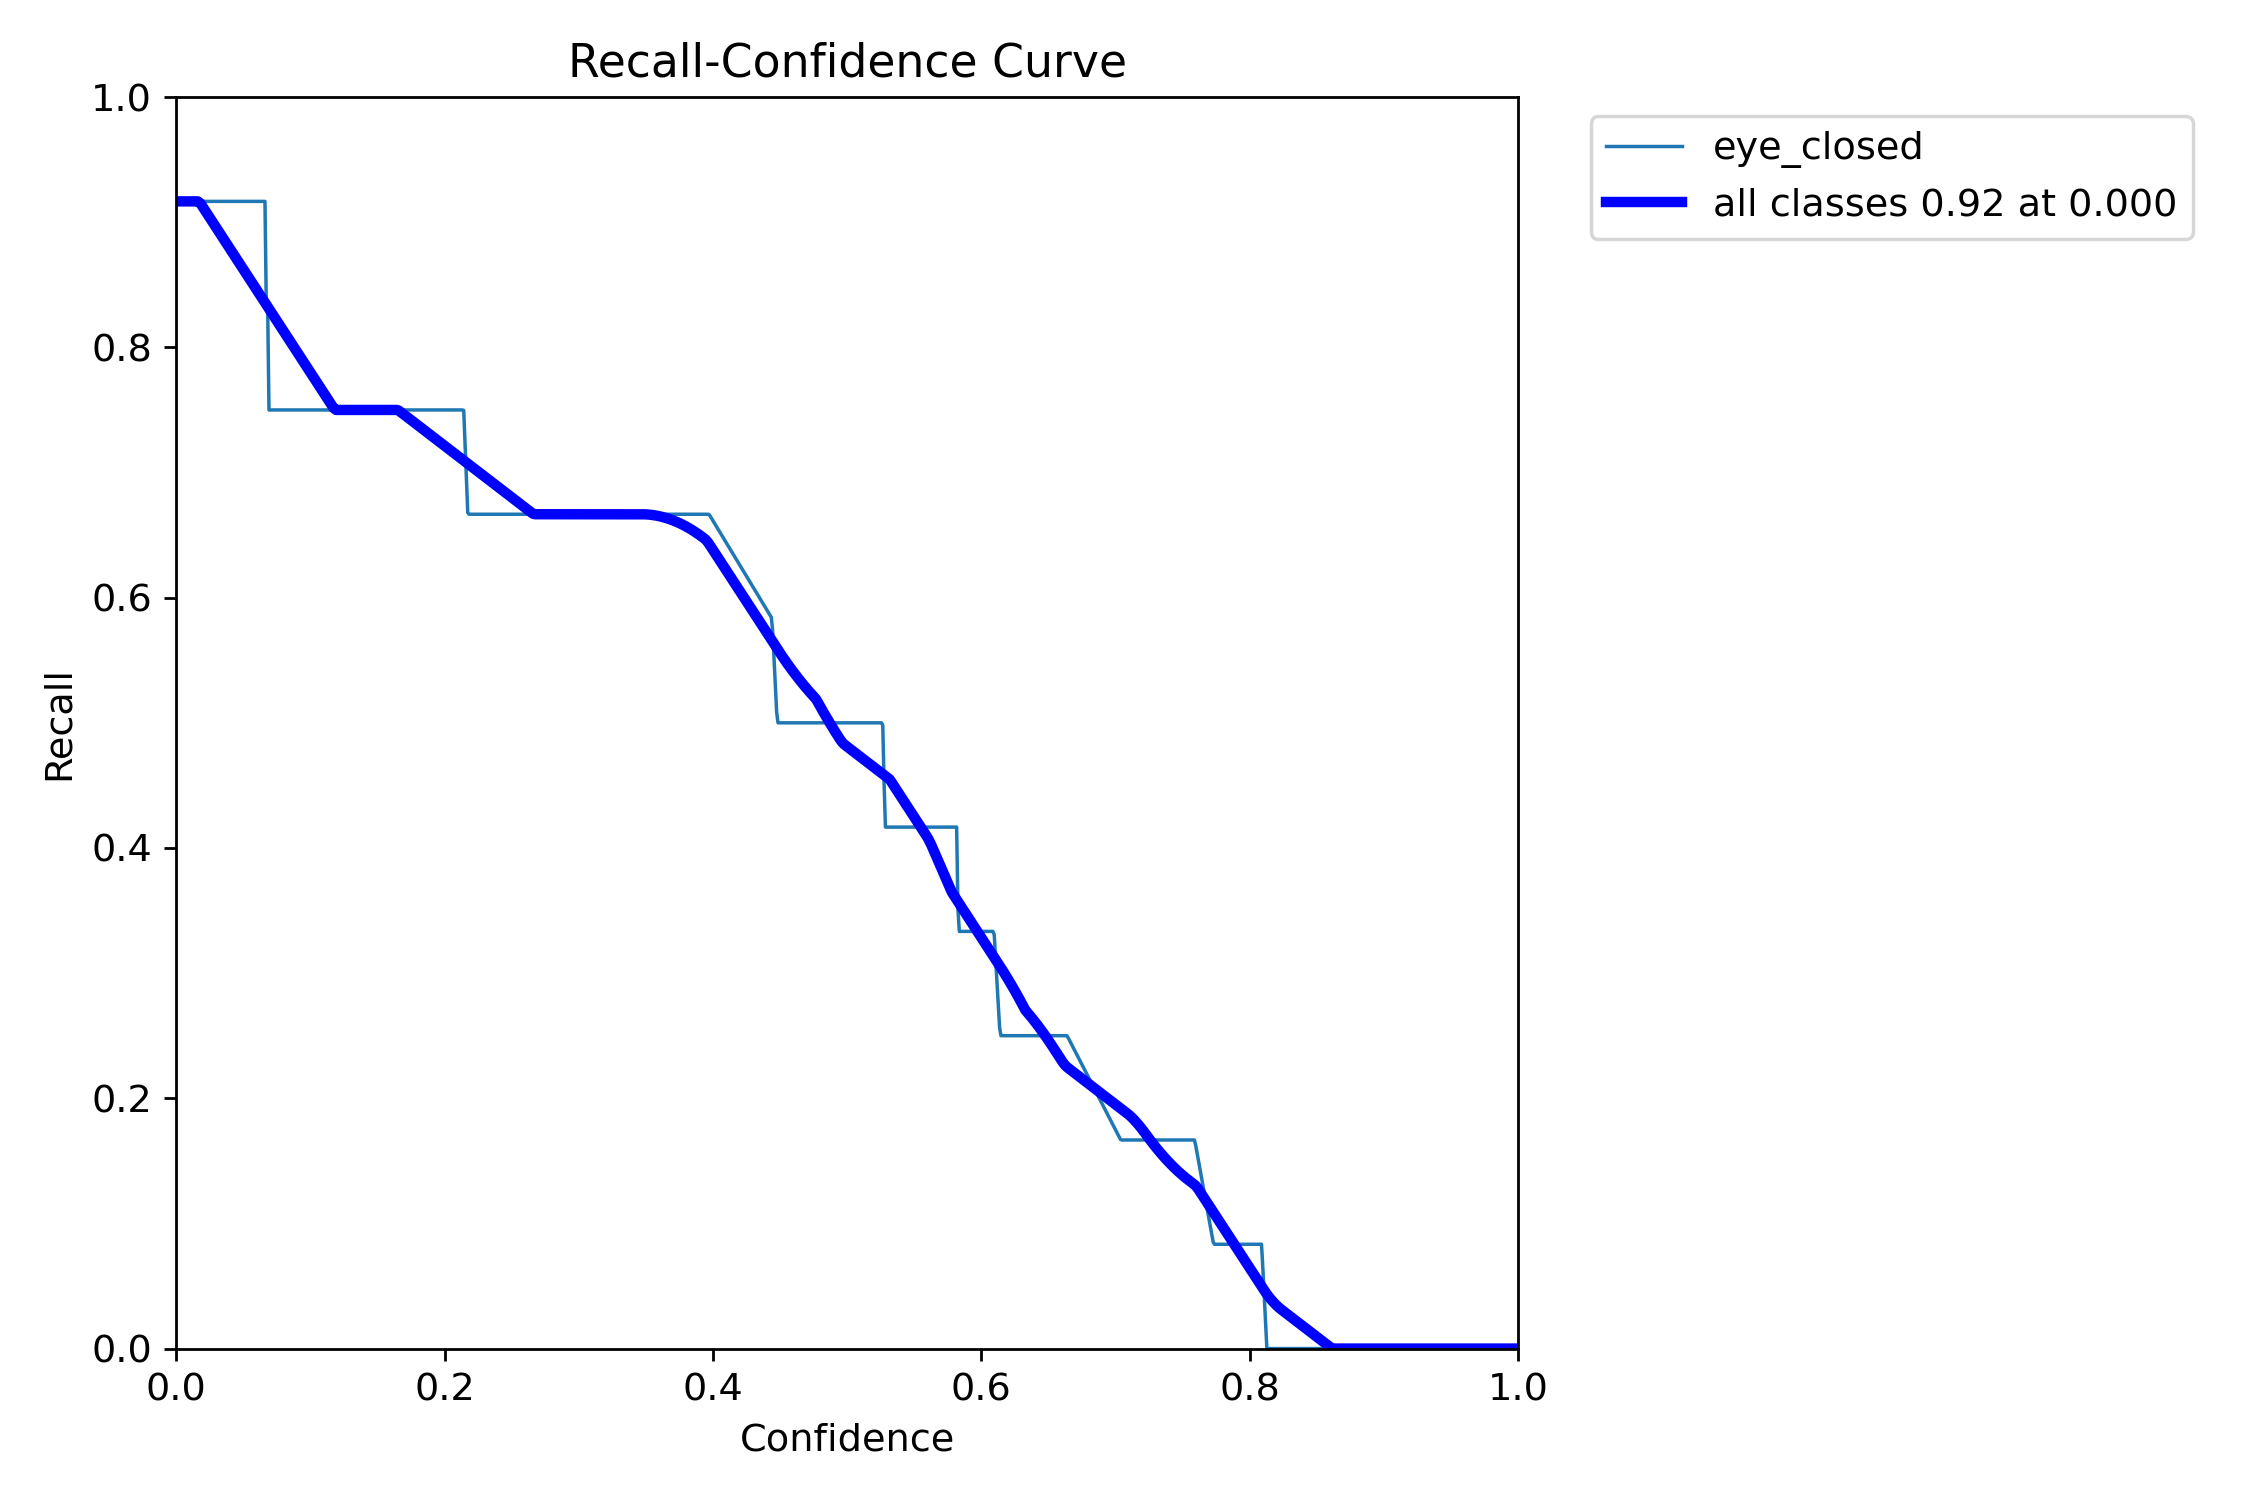 Recall-Confidence Curve
eye_closed
all classes 0.92 at 0.000
1.0
0.8
0.6
0.4
0.2
0.0
Recall
0.0 0.2 0.4 0.6 0.8 1.0
Confidence